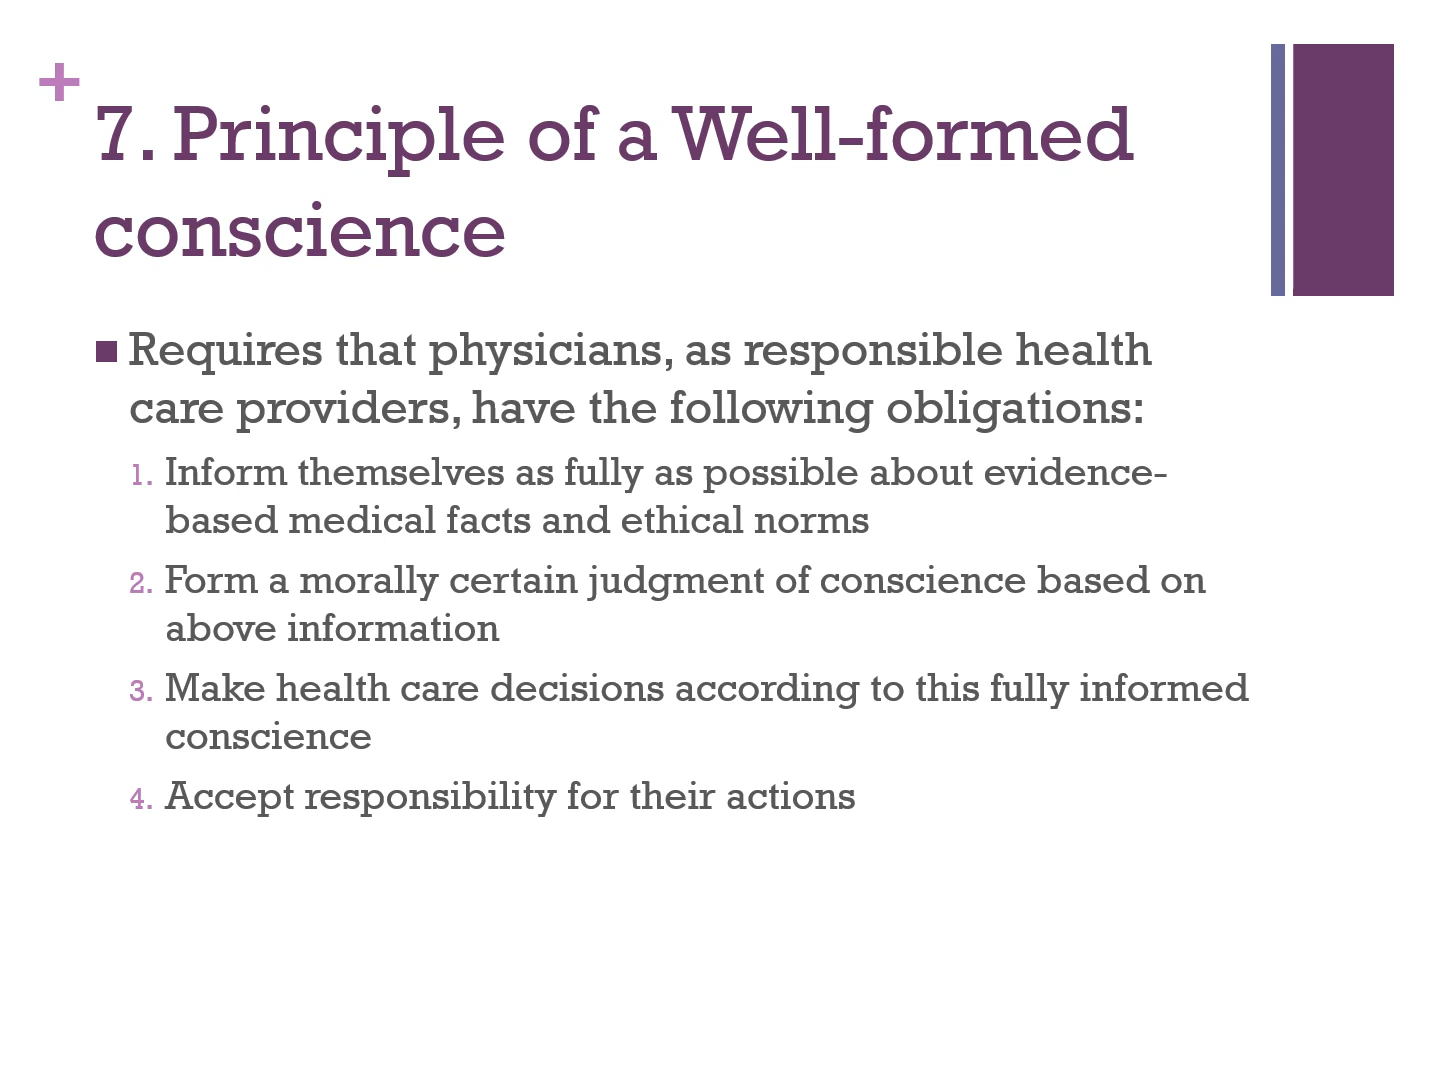 +
7. Principle of a Well-formed
conscience
Requires that physicians, as responsible health
care providers, have the following obligations:
1. Inform themselves as fully as possible about evidence-
based medical facts and ethical norms
2. Form a morally certain judgment of conscience based on
above information
3. Make health care decisions according to this fully informed
conscience
4. Accept responsibility for their actions